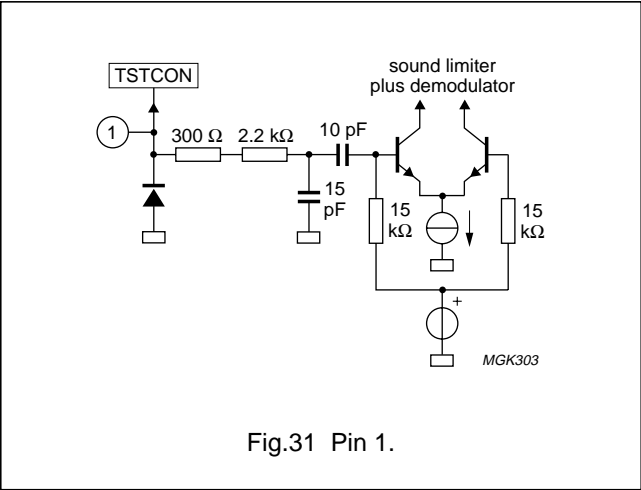 sound limiter
plus demodulator
TSTCON
1
300 Ω
2.2 kΩ
10 pF
15
pF
15
kΩ
15
kΩ
+
MGK303
Fig.31 Pin 1.